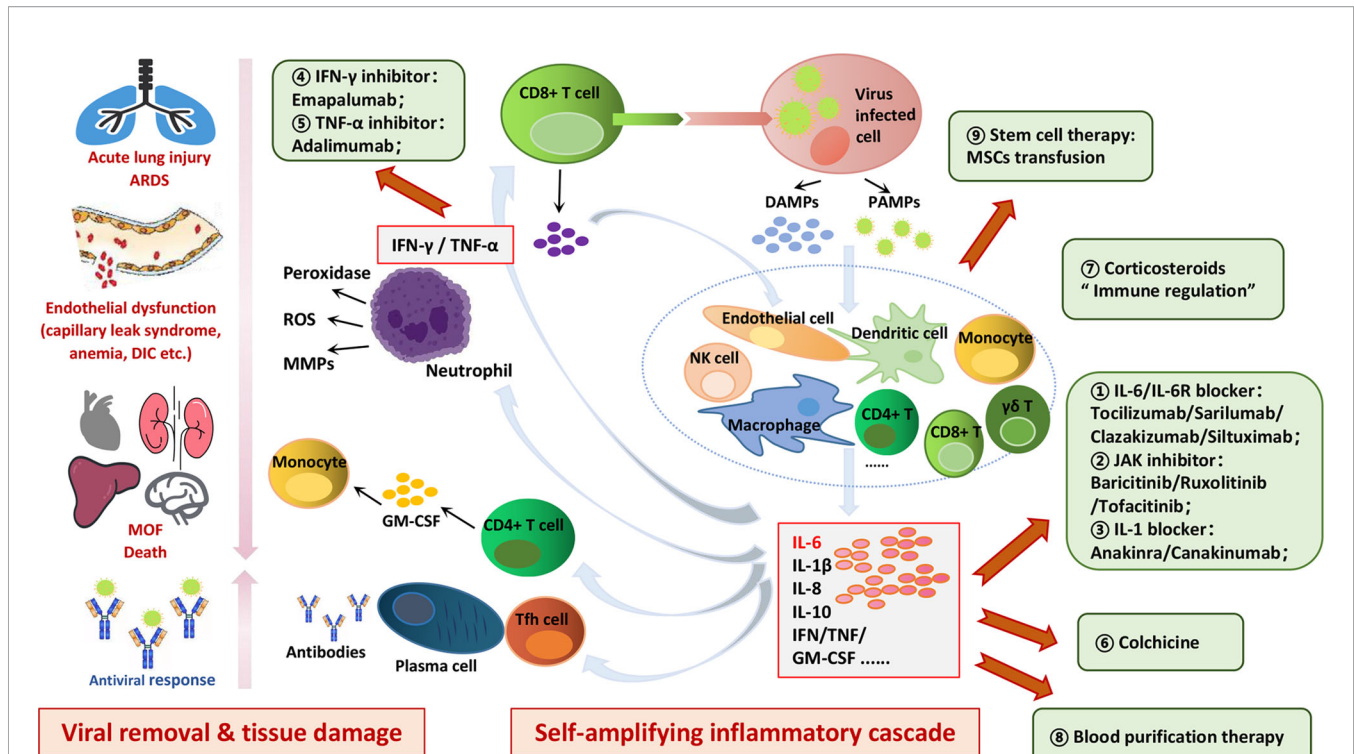 Acute lung injury
ARDS
Endothelial dysfunction
(capillary leak syndrome,
anemia, DIC etc.)
MOF
Death
Antiviral response
Viral removal & tissue damage
④ IFN-γ inhibitor:
Emapalumab;
⑤ TNF-α inhibitor:
Adalimumab;
IFN-γ / TNF-α
Peroxidase
ROS
MMPs
Neutrophil
Monocyte
GM-CSF
CD4+ T cell
Antibodies
Plasma cell
Tfh cell
CD8+ T cell
Virus
infected
cell
DAMPs
PAMPs
Endothelial cell
Dendritic cell
Monocyte
NK cell
Macrophage
CD4+ T
CD8+ T
γδ T
......
IL-6
IL-1β
IL-8
IL-10
IFN/TNF/
GM-CSF ......
Self-amplifying inflammatory cascade
⑨ Stem cell therapy:
MSCs transfusion
⑦ Corticosteroids
“ Immune regulation”
① IL-6/IL-6R blocker:
Tocilizumab/Sarilumab/
Clazakizumab/Siltuximab;
② JAK inhibitor:
Baricitinib/Ruxolitinib
/Tofacitinib;
③ IL-1 blocker:
Anakinra/Canakinumab;
⑥ Colchicine
⑧ Blood purification therapy